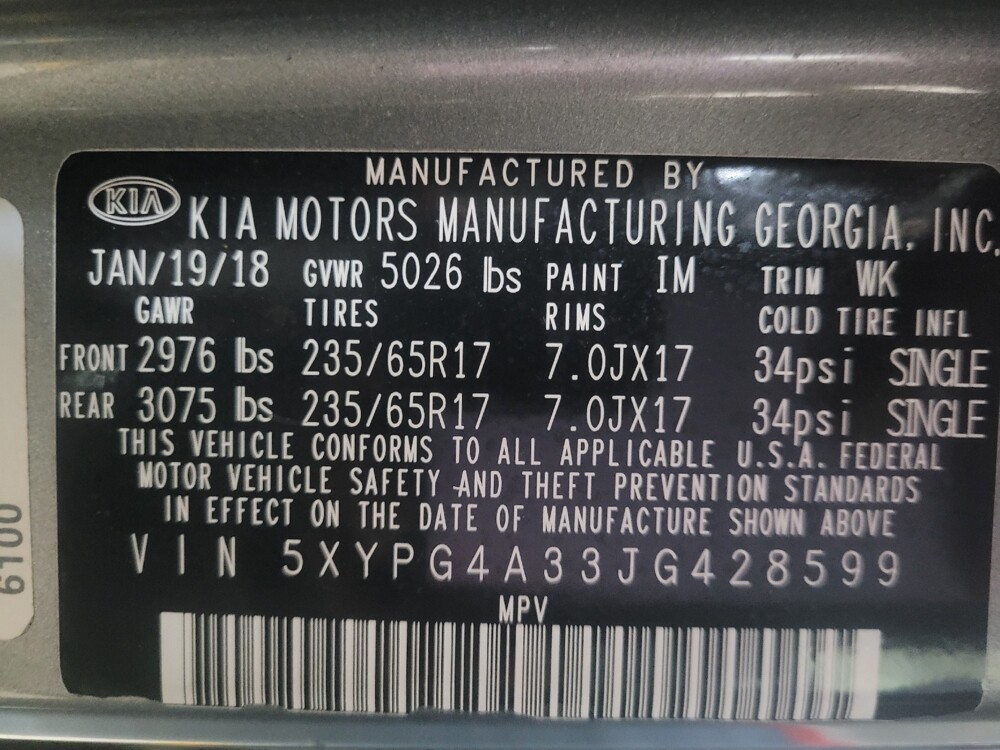 MANUFACTURED BY
KIA KIA MOTORS MANUFACTURING GEORGIA, INC.
JAN/19/18 GVWR 5026 lbs PAINT IM TRIM WK
GAWR TIRES RIMS COLD TIRE INFL
FRONT 2976 lbs 235/65R17 7.0JX17 34psi SINGLE
REAR 3075 lbs 235/65R17 7.0JX17 34psi SINGLE
THIS VEHICLE CONFORMS TO ALL APPLICABLE U.S.A. FEDERAL
MOTOR VEHICLE SAFETY AND THEFT PREVENTION STANDARDS
IN EFFECT ON THE DATE OF MANUFACTURE SHOWN ABOVE
VIN 5XYPG4A33JG428599
MPV
6100